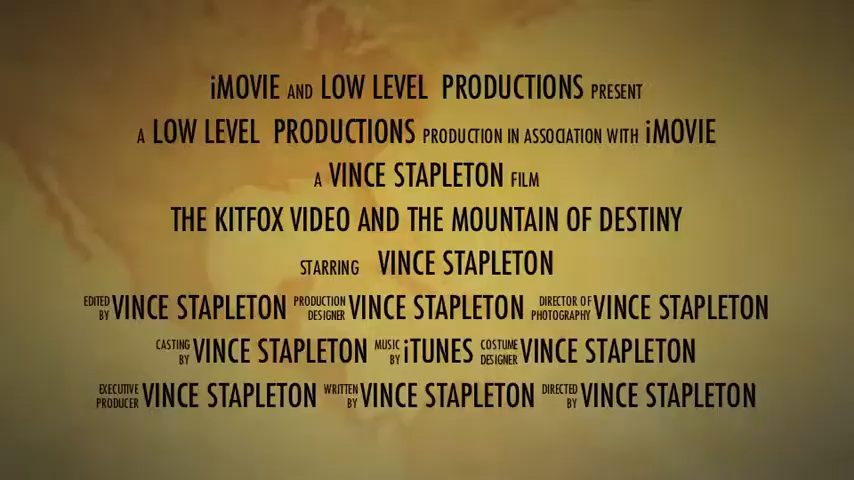 iMOVIE AND LOW LEVEL PRODUCTIONS PRESENT
A LOW LEVEL PRODUCTIONS PRODUCTION IN ASSOCIATION WITH iMOVIE
A VINCE STAPLETON FILM
THE KITFOX VIDEO AND THE MOUNTAIN OF DESTINY
STARRING VINCE STAPLETON
EDITED BY VINCE STAPLETON PRODUCTION DESIGNER VINCE STAPLETON DIRECTOR OF PHOTOGRAPHY VINCE STAPLETON
CASTING BY VINCE STAPLETON MUSIC BY iTUNES COSTUME DESIGNER VINCE STAPLETON
EXECUTIVE PRODUCER VINCE STAPLETON WRITTEN BY VINCE STAPLETON DIRECTED BY VINCE STAPLETON